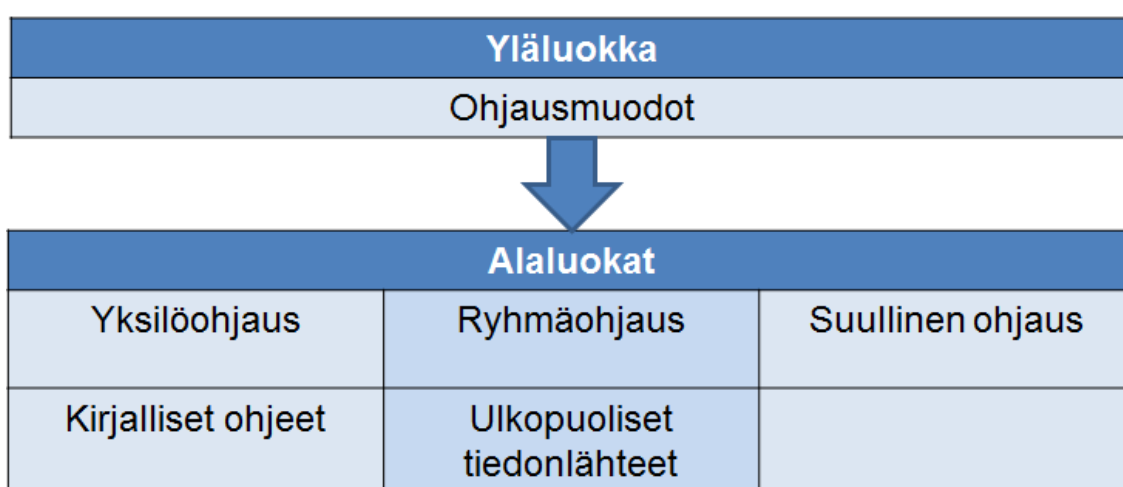 Yläluokka
Ohjausmuodot
Alaluokat
Yksilöohjaus
Ryhmäohjaus
Suullinen ohjaus
Kirjalliset ohjeet
Ulkopuoliset
tiedonlähteet